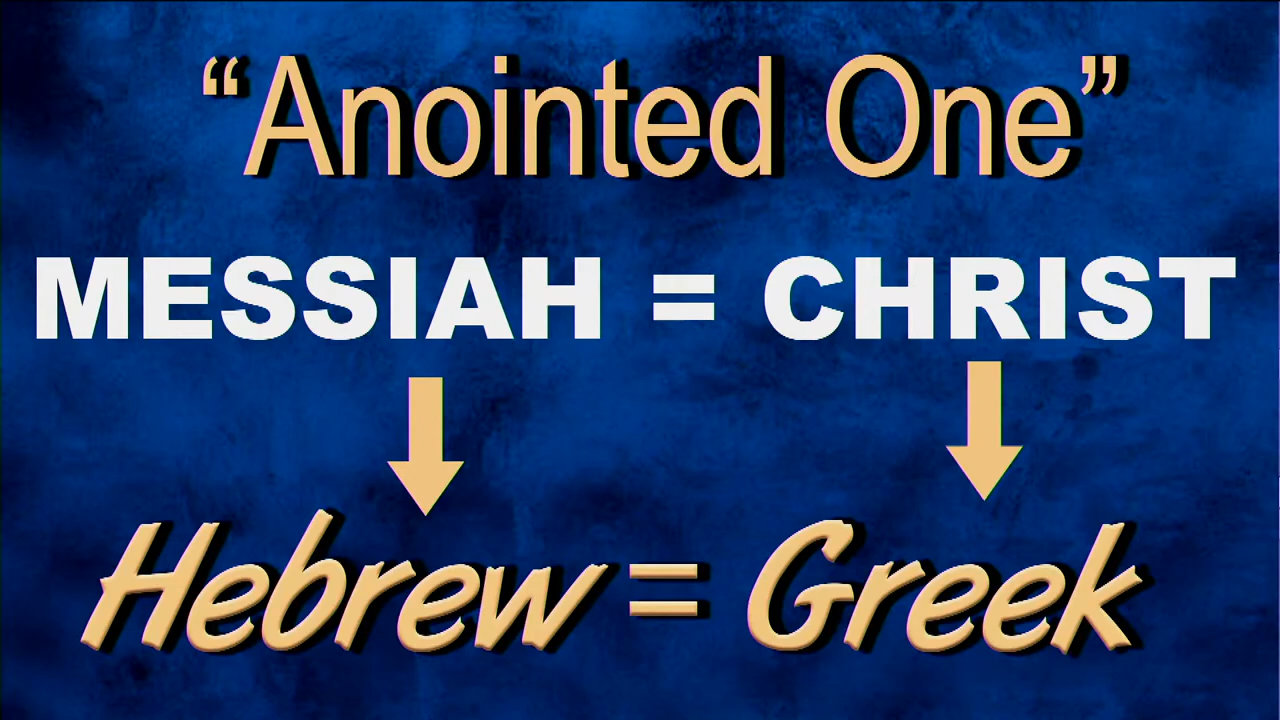 “Anointed One”
MESSIAH = CHRIST
Hebrew = Greek